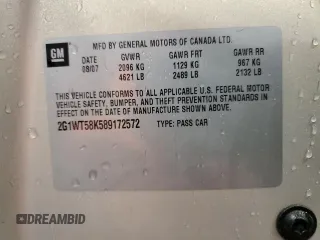 GM
MFD BY GENERAL MOTORS OF CANADA LTD.
DATE GVWR GAWR FRT GAWR RR
08/07 2096 KG 1129 KG 967 KG
4621 LB 2489 LB 2132 LB
THIS VEHICLE CONFORMS TO ALL APPLICABLE U.S. FEDERAL MOTOR
VEHICLE SAFETY, BUMPER, AND THEFT PREVENTION STANDARDS IN
EFFECT ON THE DATE OF MANUFACTURE SHOWN ABOVE.
2G1WT58K589172572 TYPE: PASS CAR
DREAMBID